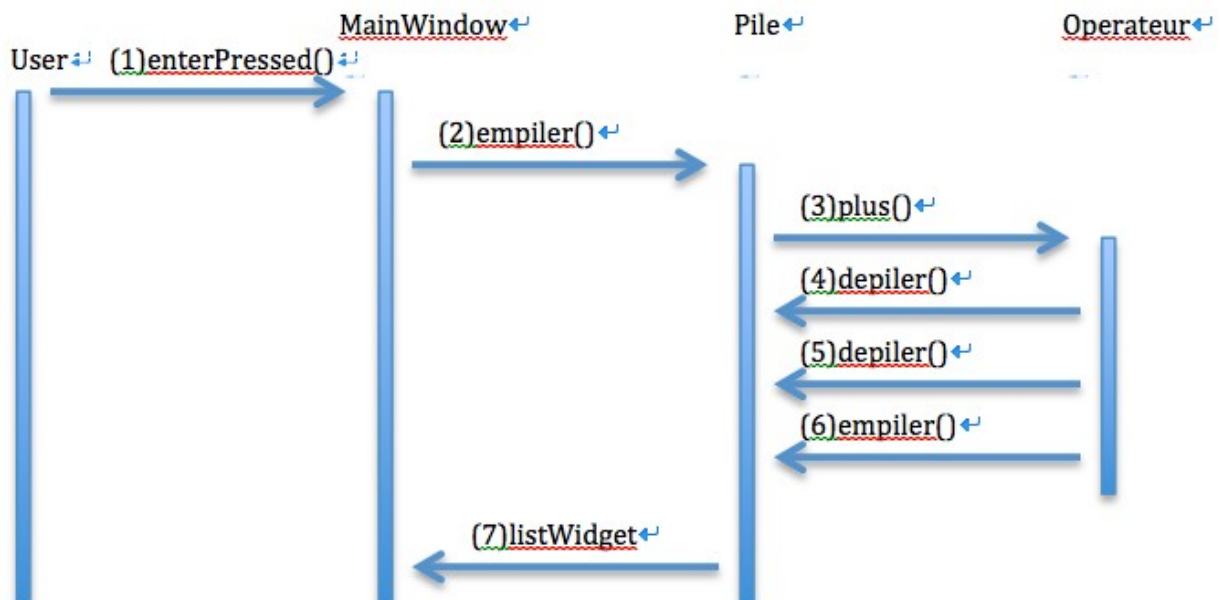 MainWindow↵ Pile↵ Operateur↵
User↵ (1)enterPressed()↵
(2)empiler()↵
(3)plus()↵
(4)depiler()↵
(5)depiler()↵
(6)empiler()↵
(7)listWidget↵